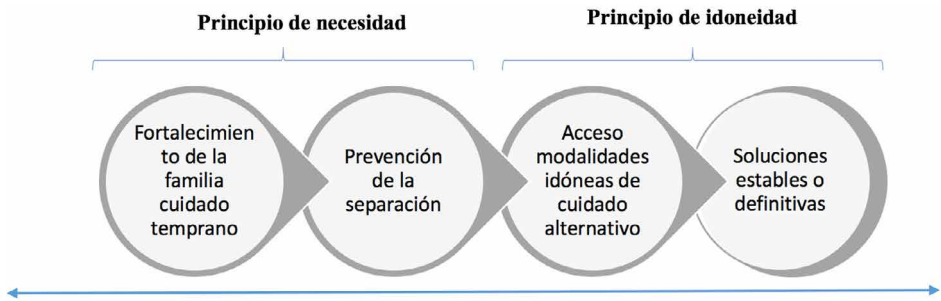 Principio de necesidad
Principio de idoneidad
Fortalecimien
to de la
familia
cuidado
temprano
Prevención
de la
separación
Acceso
modalidades
idóneas de
cuidado
alternativo
Soluciones
estables o
definitivas